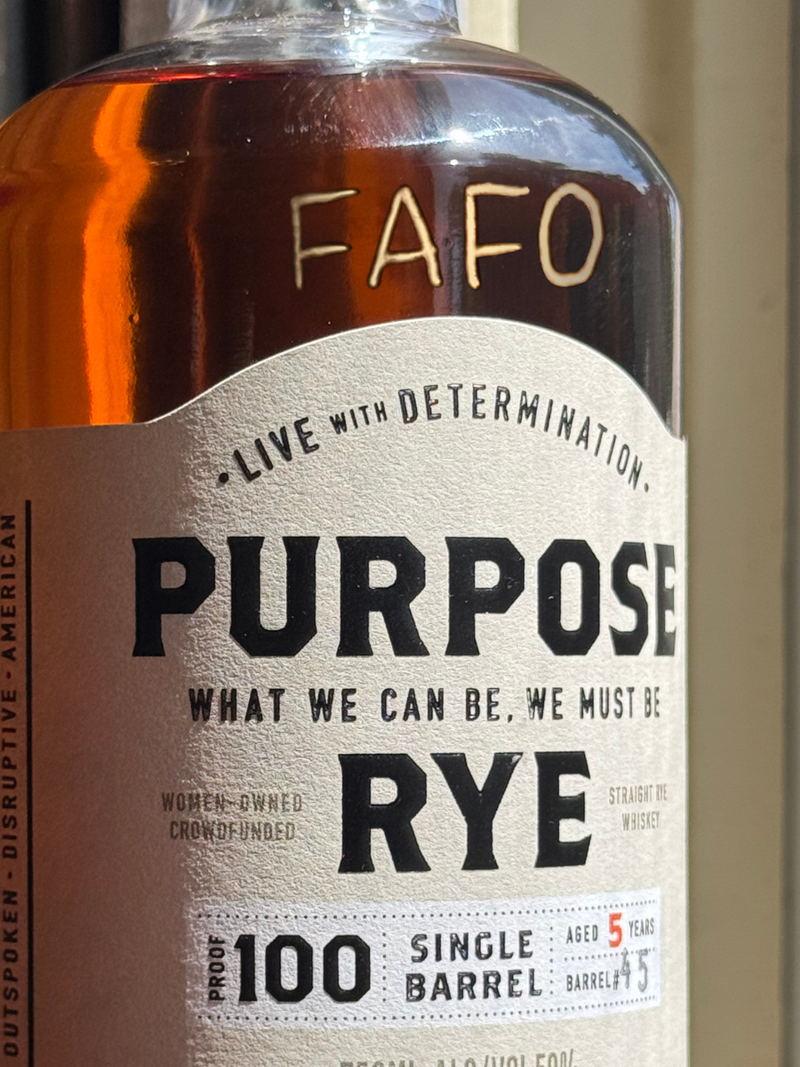 FAFO
• LIVE WITH DETERMINATION •
PURPOSE
WHAT WE CAN BE, WE MUST BE
RYE
WOMEN-OWNED
CROWDFUNDED
STRAIGHT RYE
WHISKEY
PROOF
100
SINGLE
BARREL
AGED 5 YEARS
BARREL# 45
OUTSPOKEN - DISRUPTIVE - AMERICAN